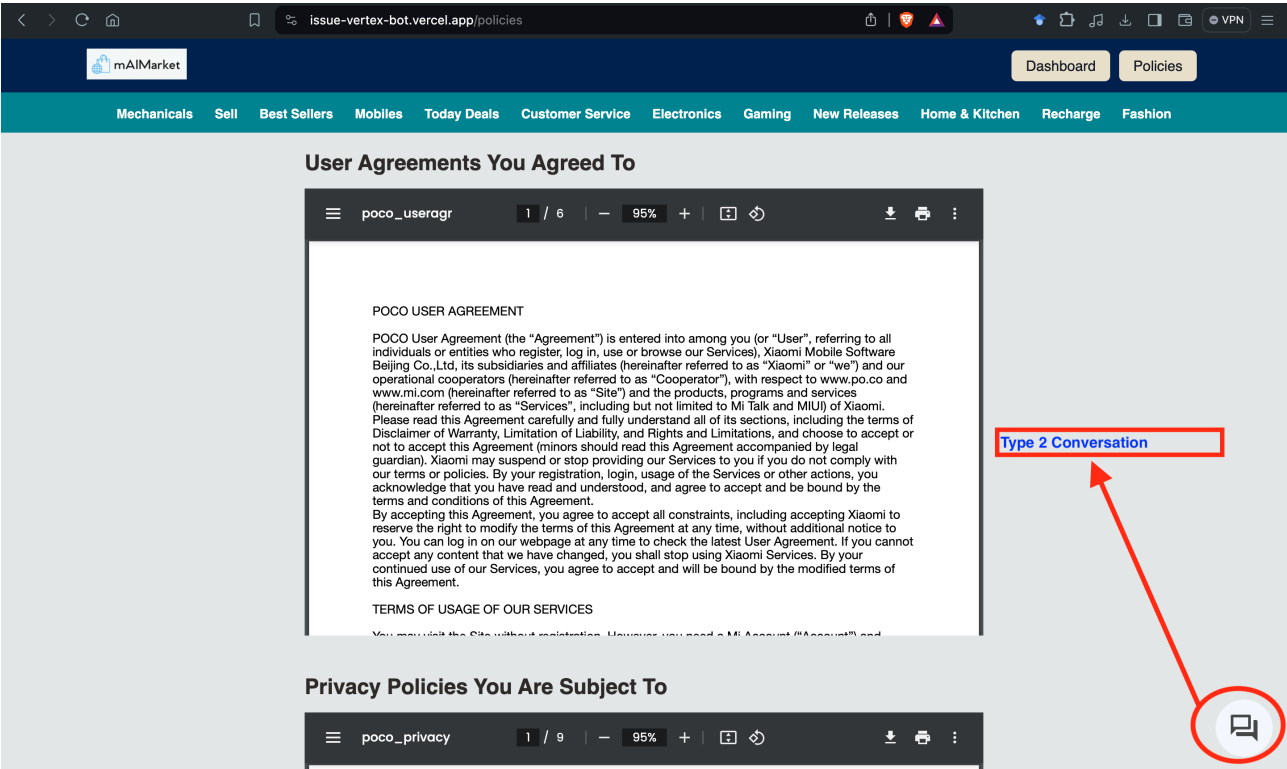 issue-vertex-bot.vercel.app/policies
VPN
mAIMarket
Dashboard
Policies
Mechanicals Sell Best Sellers Mobiles Today Deals Customer Service Electronics Gaming New Releases Home & Kitchen Recharge Fashion
User Agreements You Agreed To
poco_useragr 1 / 6 | — 95% + |
POCO USER AGREEMENT
POCO User Agreement (the “Agreement”) is entered into among you (or “User”, referring to all
individuals or entities who register, log in, use or browse our Services), Xiaomi Mobile Software
Beijing Co.,Ltd, its subsidiaries and affiliates (hereinafter referred to as “Xiaomi” or “we”) and our
operational cooperators (hereinafter referred to as “Cooperator”), with respect to www.po.co and
www.mi.com (hereinafter referred to as “Site”) and the products, programs and services
(hereinafter referred to as “Services”, including but not limited to Mi Talk and MIUI) of Xiaomi.
Please read this Agreement carefully and fully understand all of its sections, including the terms of
Disclaimer of Warranty, Limitation of Liability, and Rights and Limitations, and choose to accept or
not to accept this Agreement (minors should read this Agreement accompanied by legal
guardian). Xiaomi may suspend or stop providing our Services to you if you do not comply with
our terms or policies. By your registration, login, usage of the Services or other actions, you
acknowledge that you have read and understood, and agree to accept and be bound by the
terms and conditions of this Agreement.
By accepting this Agreement, you agree to accept all constraints, including accepting Xiaomi to
reserve the right to modify the terms of this Agreement at any time, without additional notice to
you. You can log in on our webpage at any time to check the latest User Agreement. If you cannot
accept any content that we have changed, you shall stop using Xiaomi Services. By your
continued use of our Services, you agree to accept and will be bound by the modified terms of
this Agreement.
TERMS OF USAGE OF OUR SERVICES
You may visit the Site without registration. However, you need a Mi Account (“Account”) and
Type 2 Conversation
Privacy Policies You Are Subject To
poco_privacy 1 / 9 | — 95% + |